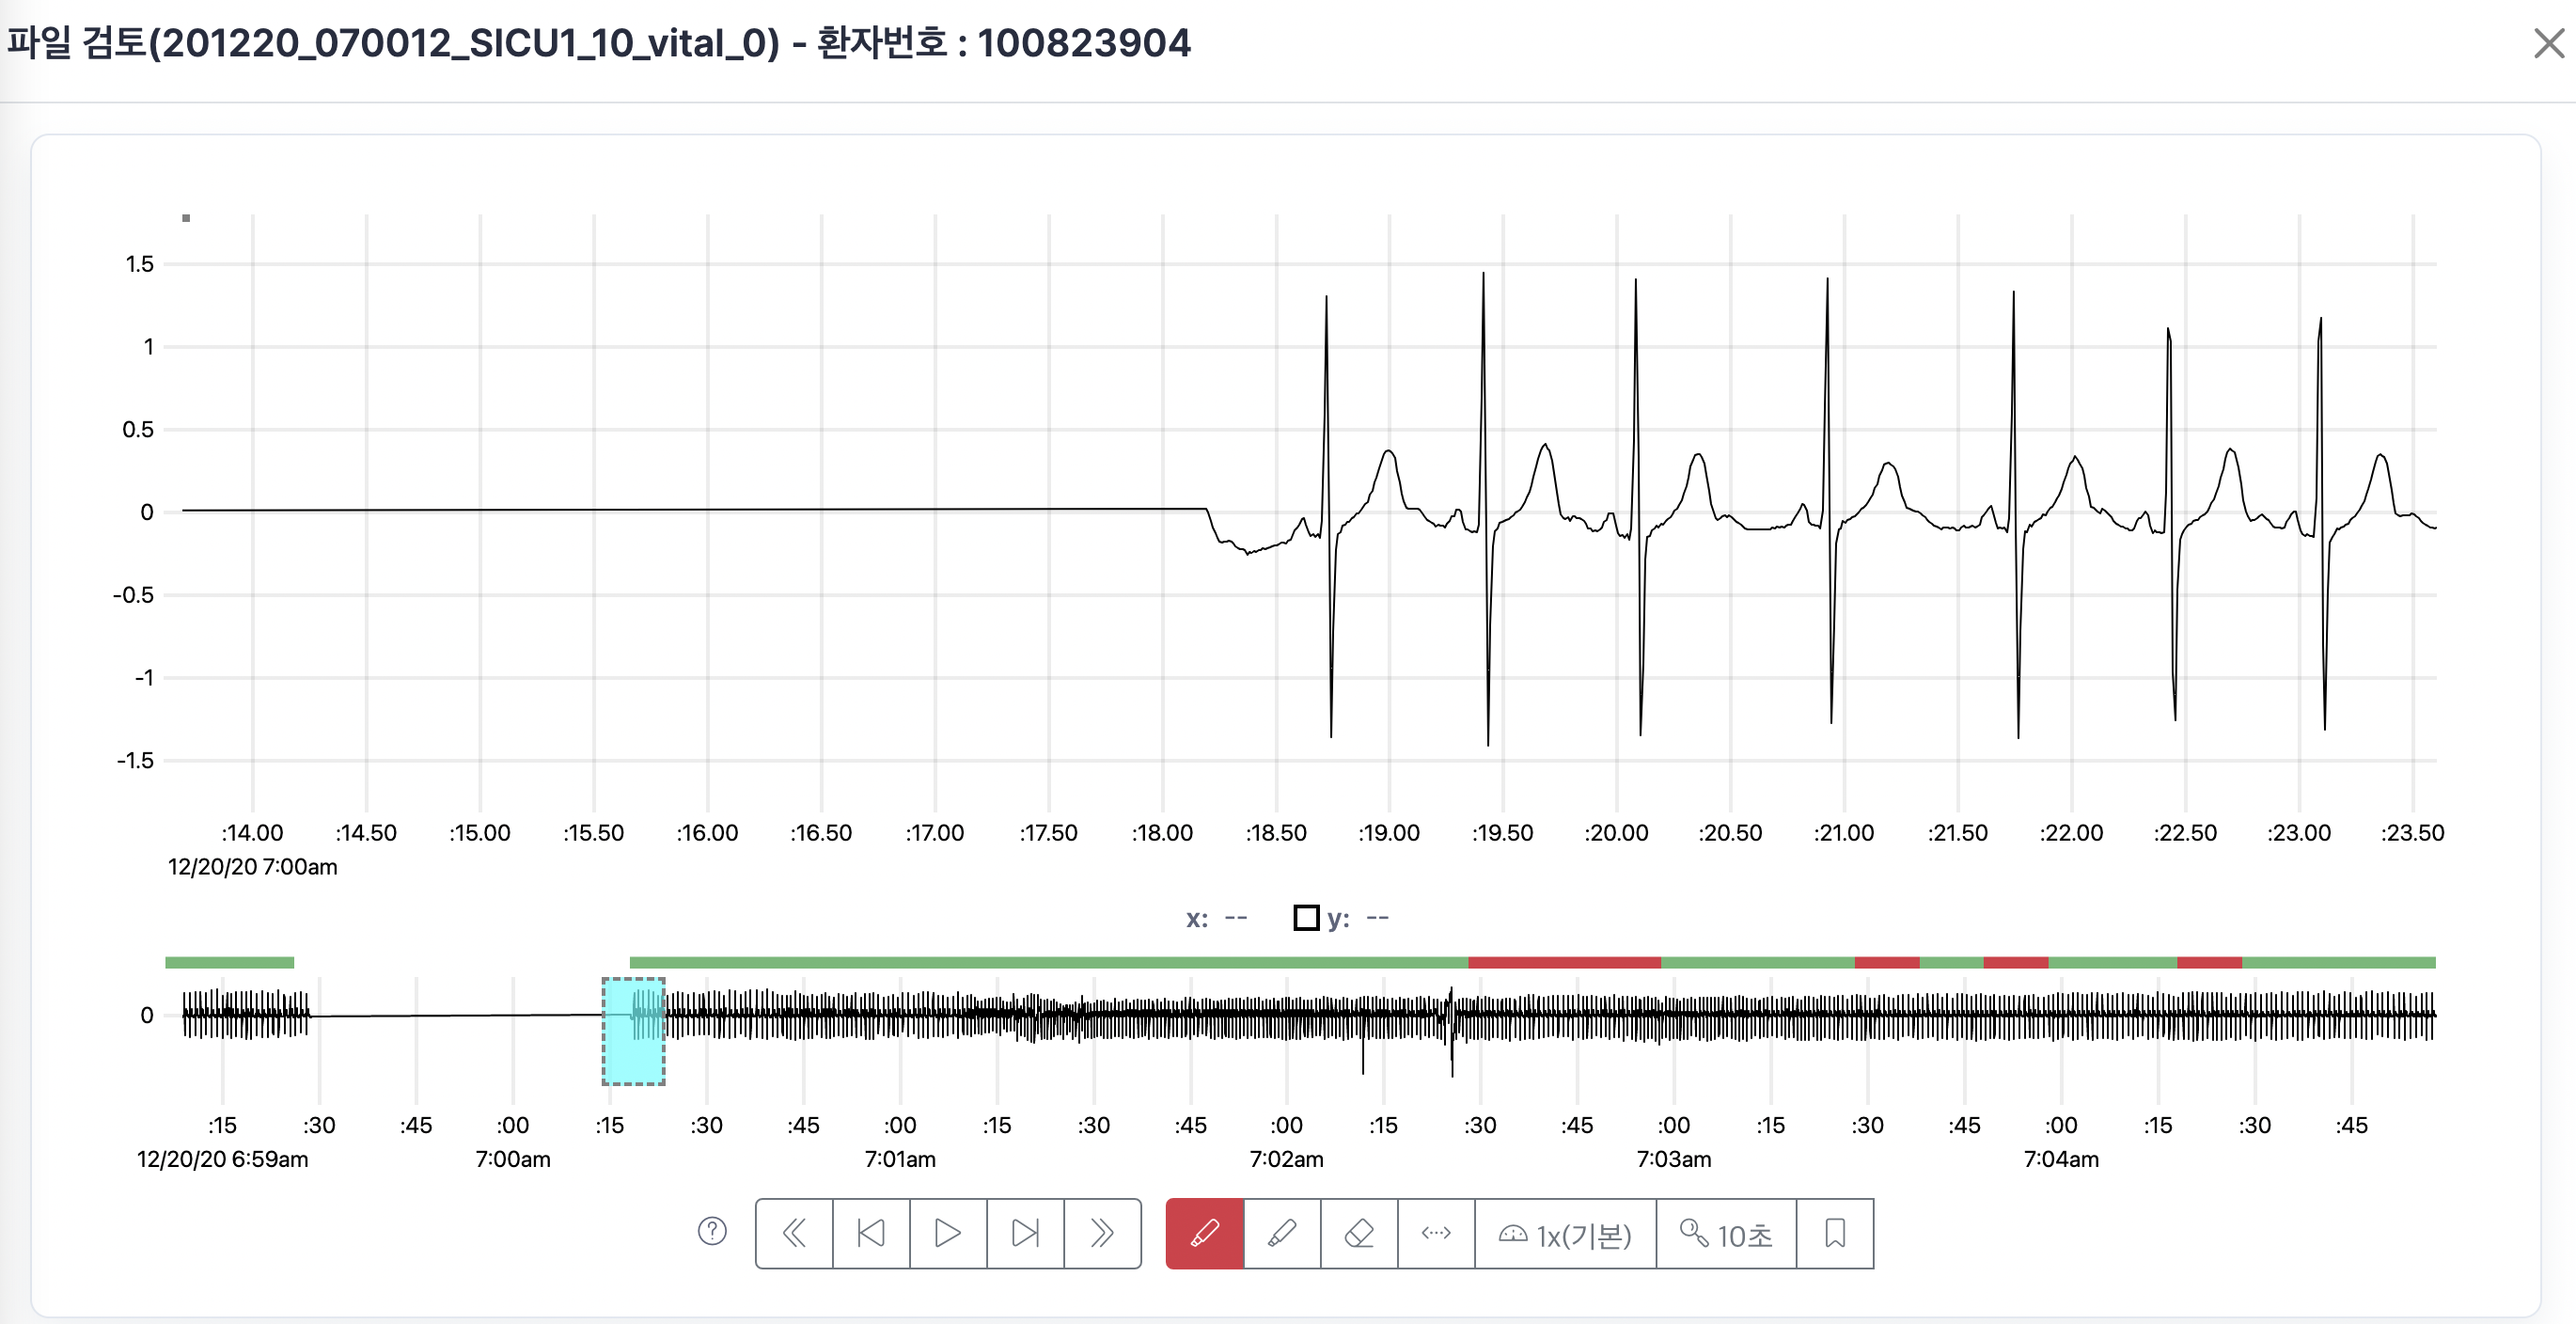 파일 검토(201220_070012_SICU1_10_vital_0) - 환자번호 : 100823904
1.5
1
0.5
0
-0.5
-1
-1.5
:14.00 :14.50 :15.00 :15.50 :16.00 :16.50 :17.00 :17.50 :18.00 :18.50 :19.00 :19.50 :20.00 :20.50 :21.00 :21.50 :22.00 :22.50 :23.00 :23.50
12/20/20 7:00am
x: -- y: --
0
:15 :30 :45 :00 :15 :30 :45 :00 :15 :30 :45 :00 :15 :30 :45 :00 :15 :30 :45 :00 :15 :30 :45
12/20/20 6:59am 7:00am 7:01am 7:02am 7:03am 7:04am
? 1x(기본) 10초